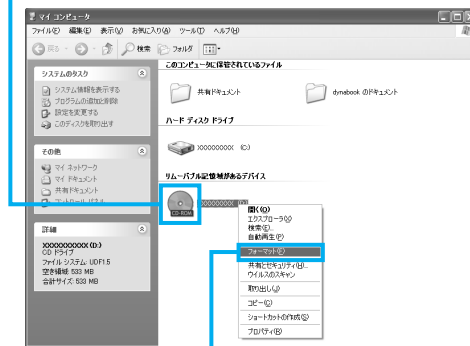 マイ コンピュータ
ファイル(F) 編集(E) 表示(V) お気に入り(A) ツール(T) ヘルプ(H)
戻る 検索 フォルダ
システムのタスク
システム情報を表示する
プログラムの追加と削除
設定を変更する
このディスクを取り出す
その他
マイ ネットワーク
マイ ドキュメント
共有ドキュメント
コントロール パネル
詳細
XXXXXXXXXX (D:)
CD ドライブ
ファイル システム: UDF1.5
空き領域: 533 MB
合計サイズ: 533 MB
このコンピュータに保管されているファイル
共有ドキュメント
dynabook のドキュメント
ハード ディスク ドライブ
XXXXXXXXX (C:)
リムーバブル記憶域があるデバイス
CD-ROM
XXXXXXXXX (D:)
開く(O)
エクスプローラ(X)
検索(E)...
自動再生(P)
フォーマット(F)
共有とセキュリティ(H)...
ウイルスのスキャン
取り出し(J)
コピー(C)
ショートカットの作成(S)
プロパティ(R)